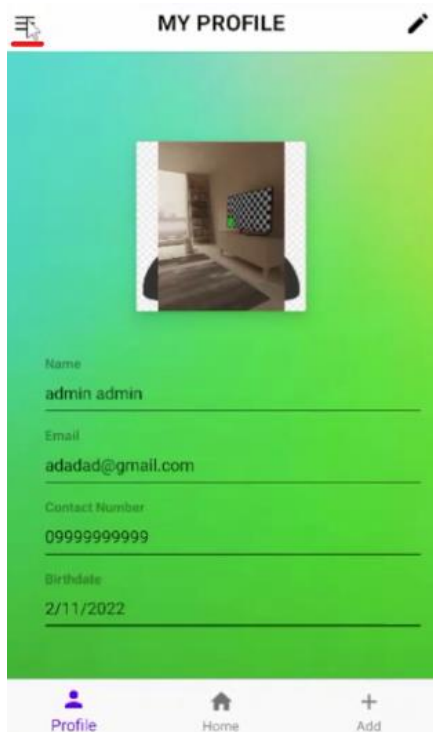 MY PROFILE
Name
admin admin
Email
adadad@gmail.com
Contact Number
09999999999
Birthdate
2/11/2022
Profile
Home
Add